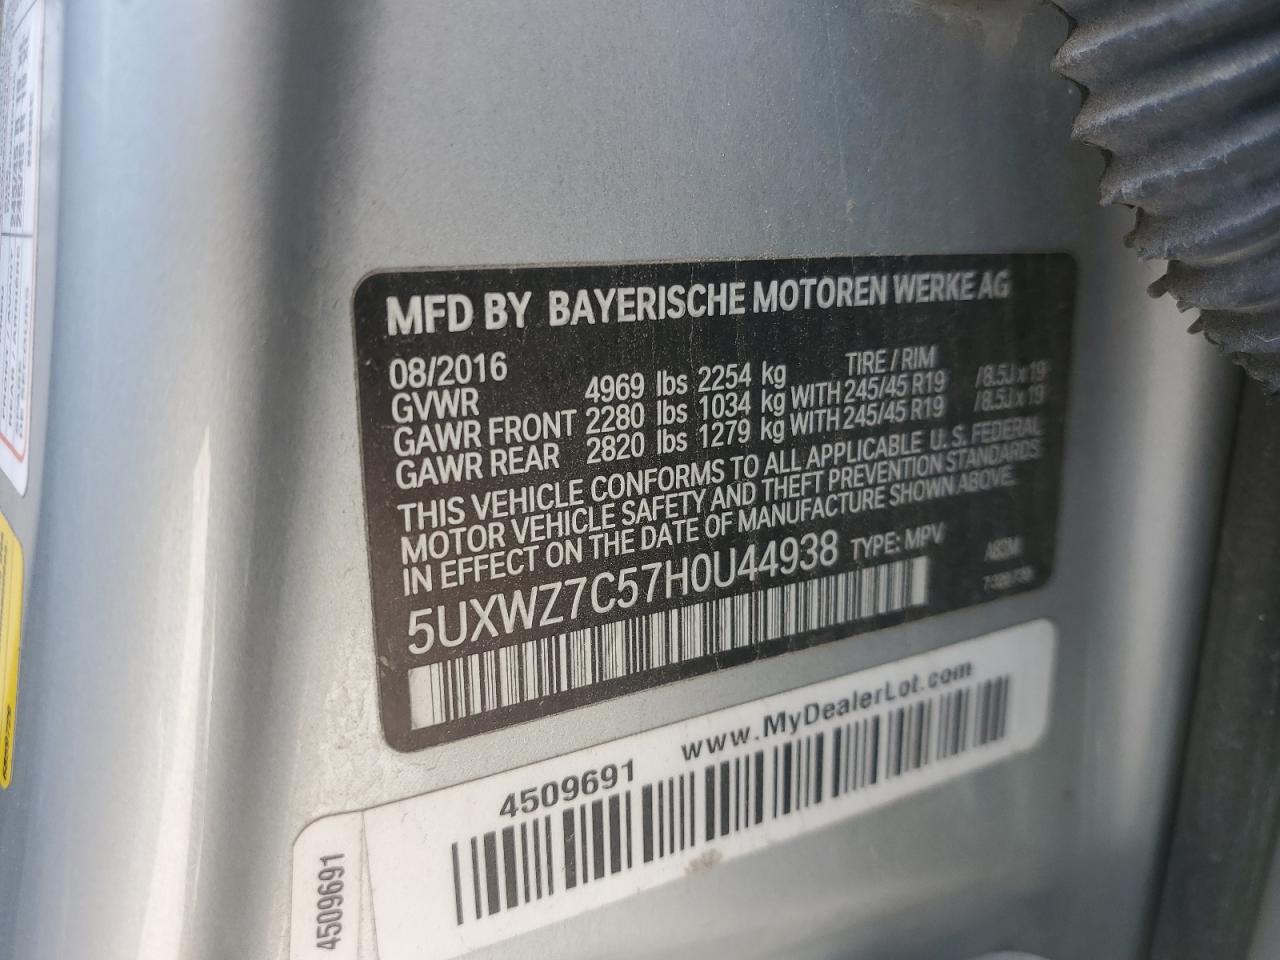 MFD BY BAYERISCHE MOTOREN WERKE AG
08/2016 TIRE / RIM
GVWR 4969 lbs 2254 kg
GAWR FRONT 2280 lbs 1034 kg WITH 245/45 R19 /8.5J x 19
GAWR REAR 2820 lbs 1279 kg WITH 245/45 R19 /8.5J x 19
THIS VEHICLE CONFORMS TO ALL APPLICABLE U. S. FEDERAL
MOTOR VEHICLE SAFETY AND THEFT PREVENTION STANDARDS
IN EFFECT ON THE DATE OF MANUFACTURE SHOWN ABOVE.
5UXWZ7C57H0U44938 TYPE: MPV
4509691 www.MyDealerLot.com
4509691